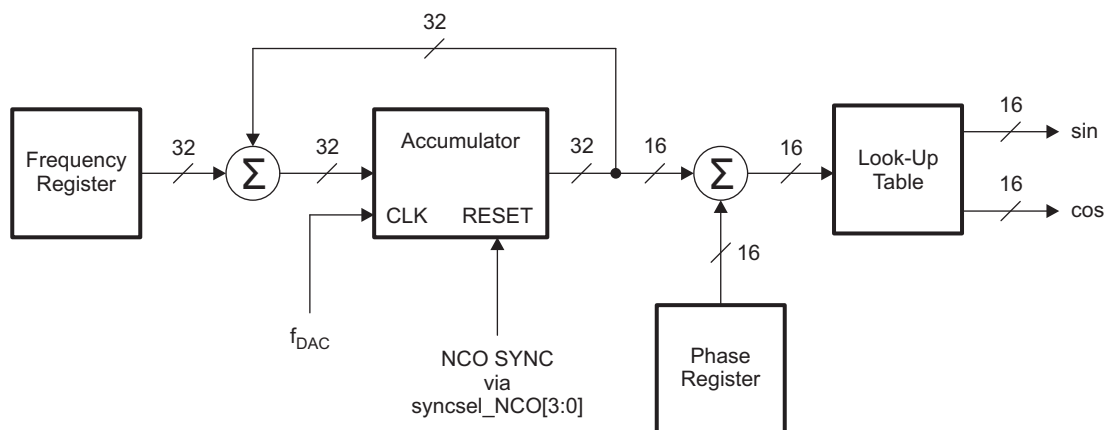 32
Frequency
Register
32
Σ
32
Accumulator
CLK
RESET
32
16
Σ
16
Look-Up
Table
16
sin
16
cos
16
f_DAC
NCO SYNC
via
syncsel_NCO[3:0]
Phase
Register